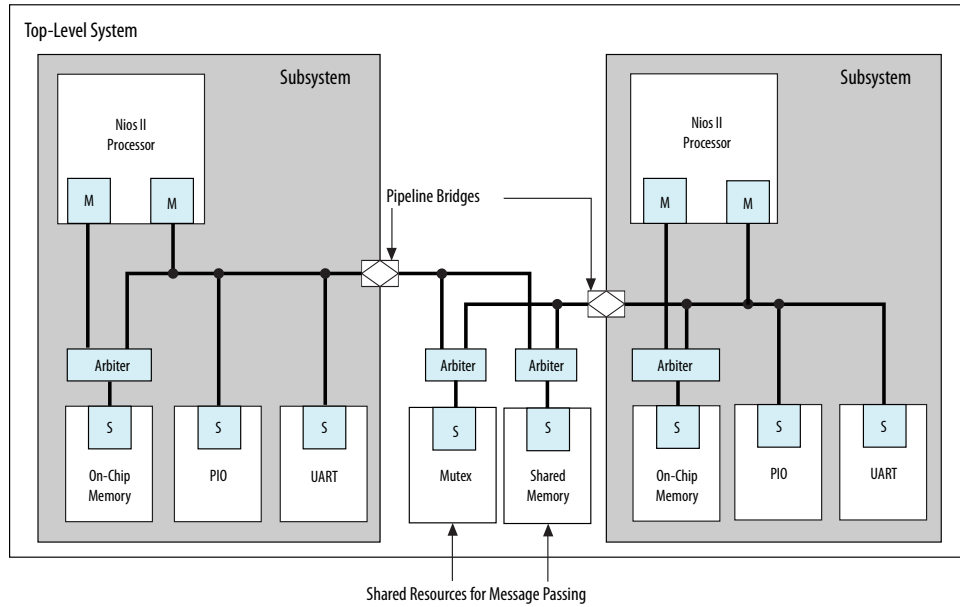 Top-Level System
Subsystem
Nios II
Processor
M
M
Arbiter
S
On-Chip
Memory
S
PIO
S
UART
Pipeline Bridges
Arbiter
Arbiter
S
Mutex
S
Shared
Memory
Subsystem
Nios II
Processor
M
M
Arbiter
S
On-Chip
Memory
S
PIO
S
UART
Shared Resources for Message Passing